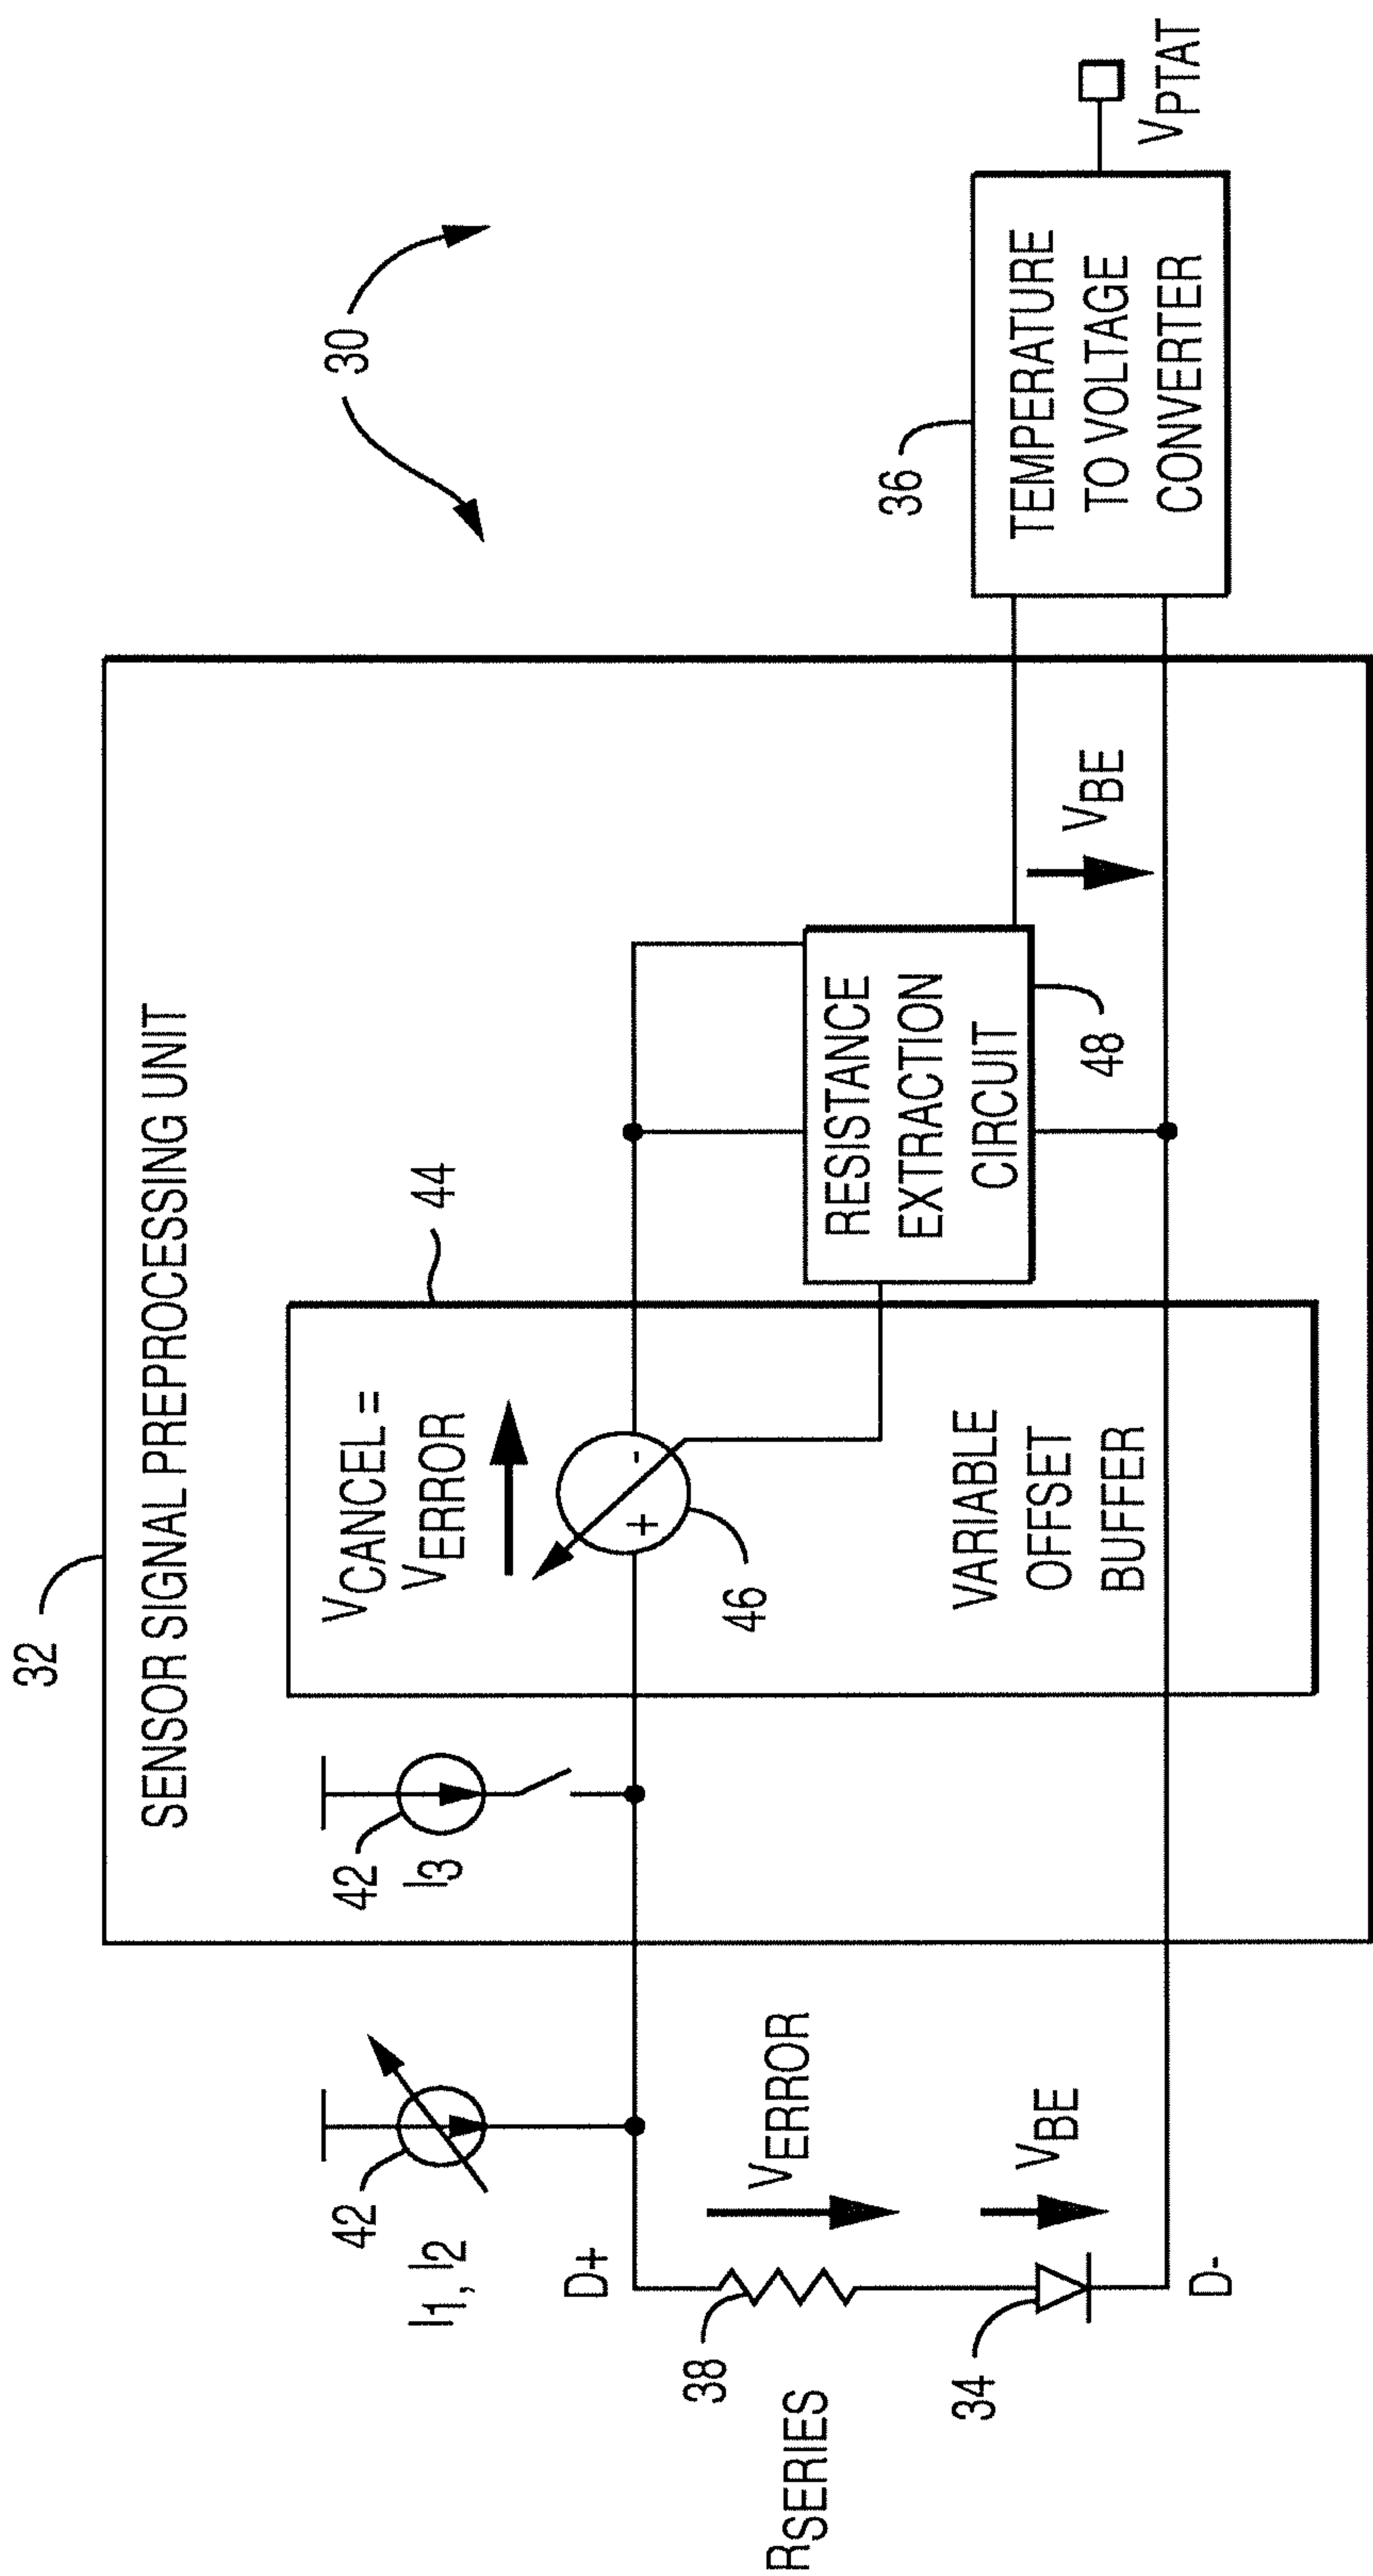 30
32
SENSOR SIGNAL PREPROCESSING UNIT
44
42
I1, I2
42
I3
VCANCEL =
VERROR
+ -
46
VARIABLE
OFFSET
BUFFER
RESISTANCE
EXTRACTION
CIRCUIT
48
D+
38
RSERIES
VERROR
34
VBE
D-
VBE
36
TEMPERATURE
TO VOLTAGE
CONVERTER
VPTAT